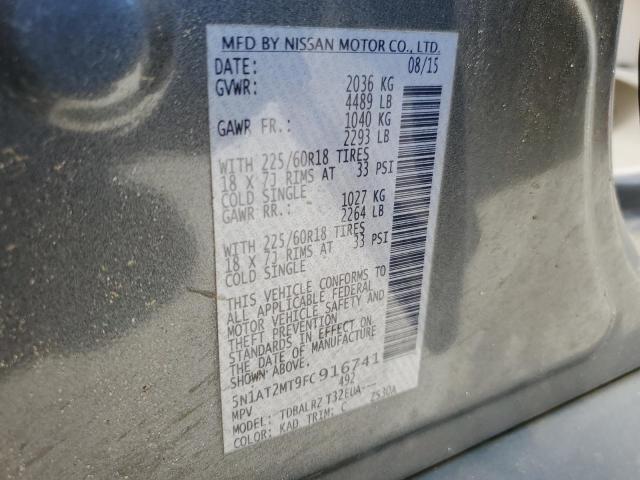 MFD BY NISSAN MOTOR CO., LTD.
DATE: 08/15
GVWR: 2036 KG
4489 LB
GAWR FR.: 1040 KG
2293 LB
WITH 225/60R18 TIRES
18 X 7J RIMS AT 33 PSI
COLD SINGLE
GAWR RR.: 1027 KG
2264 LB
WITH 225/60R18 TIRES
18 X 7J RIMS AT 33 PSI
COLD SINGLE
THIS VEHICLE CONFORMS TO
ALL APPLICABLE FEDERAL
MOTOR VEHICLE SAFETY AND
THEFT PREVENTION
STANDARDS IN EFFECT ON
THE DATE OF MANUFACTURE
SHOWN ABOVE.
5N1AT2MT9FC916741
MPV 492
MODEL: TDBALRZ T32EUA----
COLOR: KAD TRIM: C ZS30A